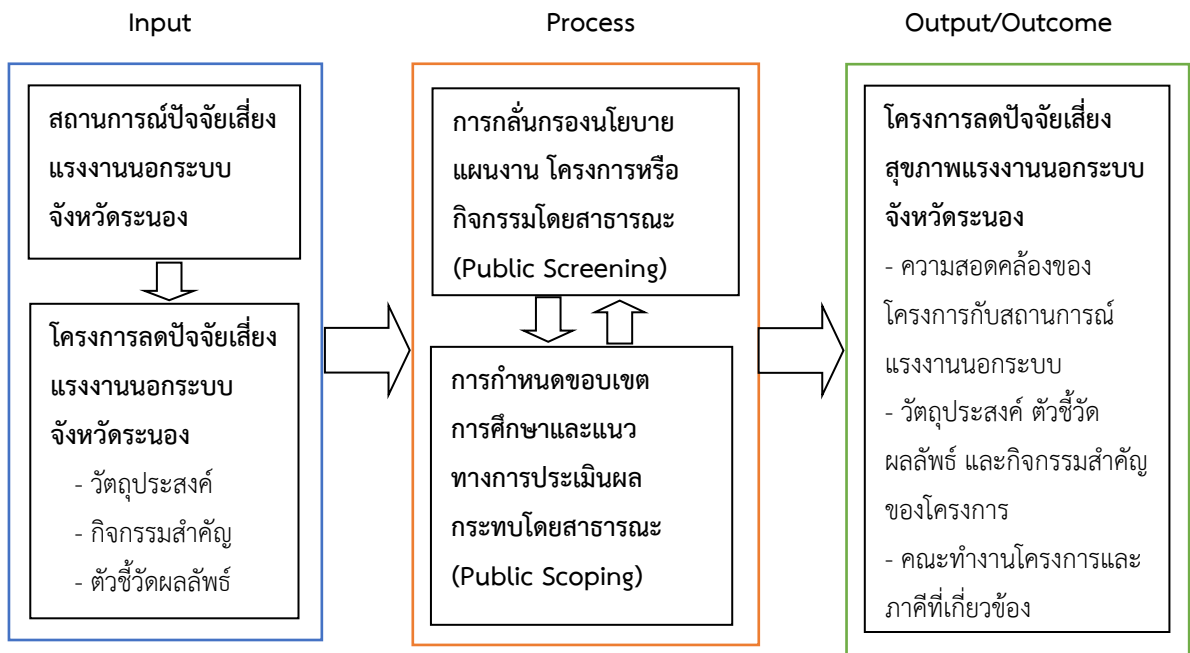 Input
สถานการณ์ปัจจัยเสี่ยง
แรงงานนอกระบบ
จังหวัดระนอง
โครงการลดปัจจัยเสี่ยง
แรงงานนอกระบบ
จังหวัดระนอง
- วัตถุประสงค์
- กิจกรรมสำคัญ
- ตัวชี้วัดผลลัพธ์
Process
การกลั่นกรองนโยบาย
แผนงาน โครงการหรือ
กิจกรรมโดยสาธารณะ
(Public Screening)
การกำหนดขอบเขต
การศึกษาและแนว
ทางการประเมินผล
กระทบโดยสาธารณะ
(Public Scoping)
Output/Outcome
โครงการลดปัจจัยเสี่ยง
สุขภาพแรงงานนอกระบบ
จังหวัดระนอง
- ความสอดคล้องของ
โครงการกับสถานการณ์
แรงงานนอกระบบ
- วัตถุประสงค์ ตัวชี้วัด
ผลลัพธ์ และกิจกรรมสำคัญ
ของโครงการ
- คณะทำงานโครงการและ
ภาคีที่เกี่ยวข้อง